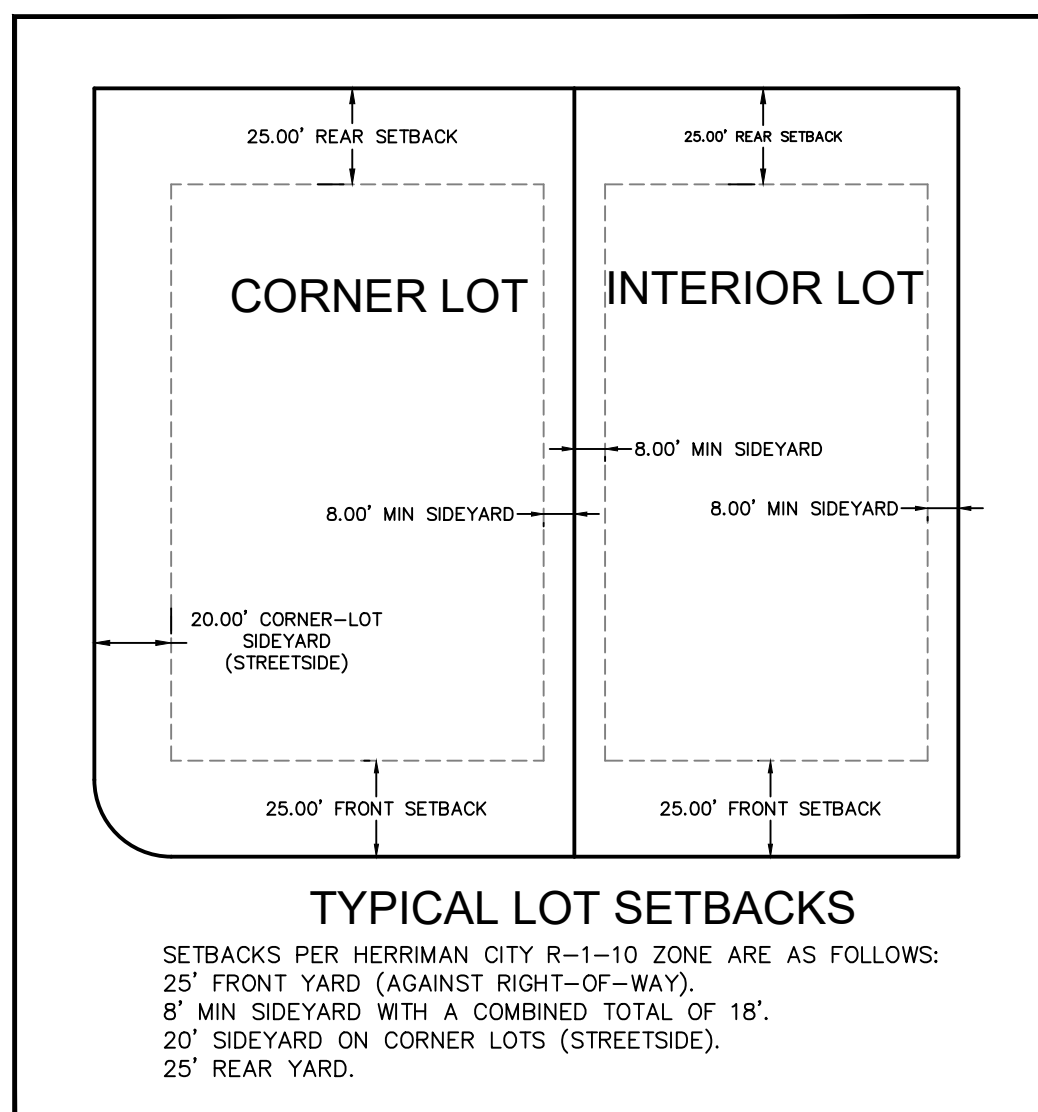 25.00' REAR SETBACK
25.00' REAR SETBACK
CORNER LOT
INTERIOR LOT
8.00' MIN SIDEYARD
8.00' MIN SIDEYARD
8.00' MIN SIDEYARD
20.00' CORNER-LOT
SIDEYARD
(STREETSIDE)
25.00' FRONT SETBACK
25.00' FRONT SETBACK
TYPICAL LOT SETBACKS
SETBACKS PER HERRIMAN CITY R-1-10 ZONE ARE AS FOLLOWS:
25' FRONT YARD (AGAINST RIGHT-OF-WAY).
8' MIN SIDEYARD WITH A COMBINED TOTAL OF 18'.
20' SIDEYARD ON CORNER LOTS (STREETSIDE).
25' REAR YARD.